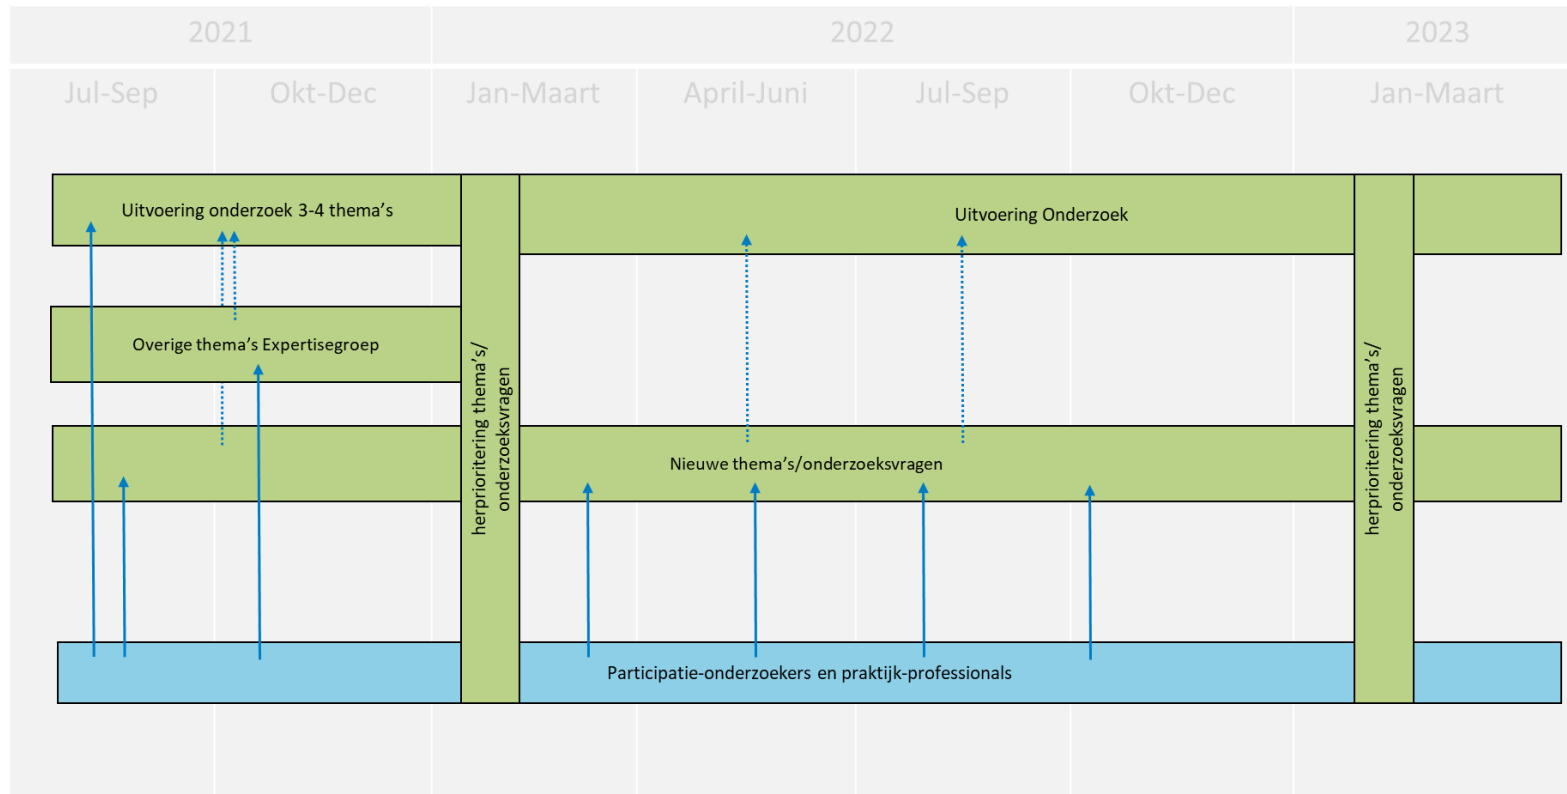 2021
2022
2023
Jul-Sep
Okt-Dec
Jan-Maart
April-Juni
Jul-Sep
Okt-Dec
Jan-Maart
Uitvoering onderzoek 3-4 thema's
Uitvoering Onderzoek
Overige thema's Expertisegroep
herprioritering thema's/
onderzoeksvragen
herprioritering thema's/
onderzoeksvragen
Nieuwe thema's/onderzoeksvragen
Participatie-onderzoekers en praktijk-professionals